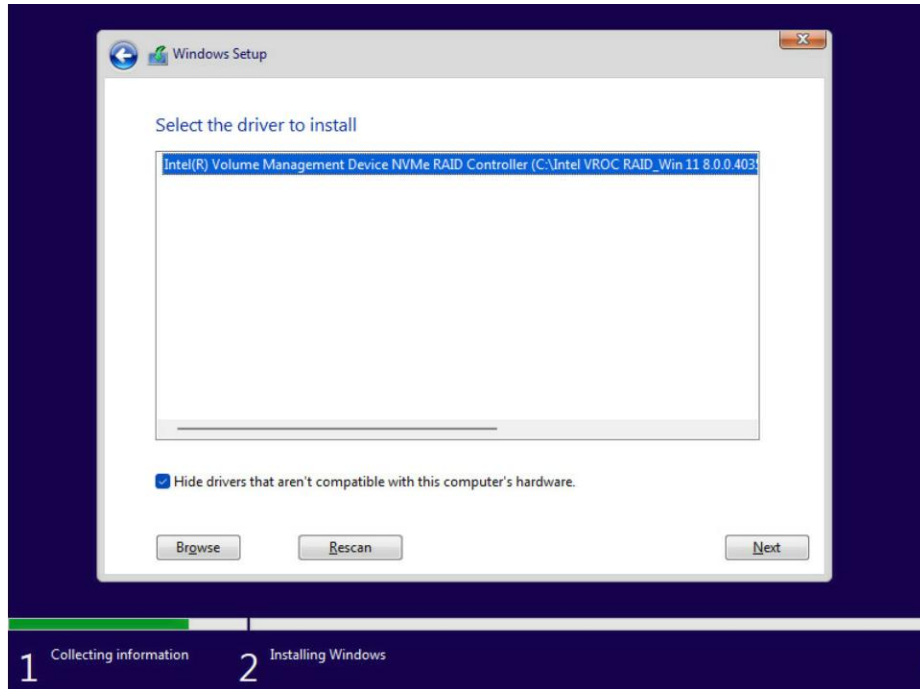 Windows Setup
Select the driver to install
Intel(R) Volume Management Device NVMe RAID Controller (C:\Intel VROC RAID_Win 11 8.0.0.403
Hide drivers that aren't compatible with this computer's hardware.
Browse Rescan Next
1 Collecting information 2 Installing Windows